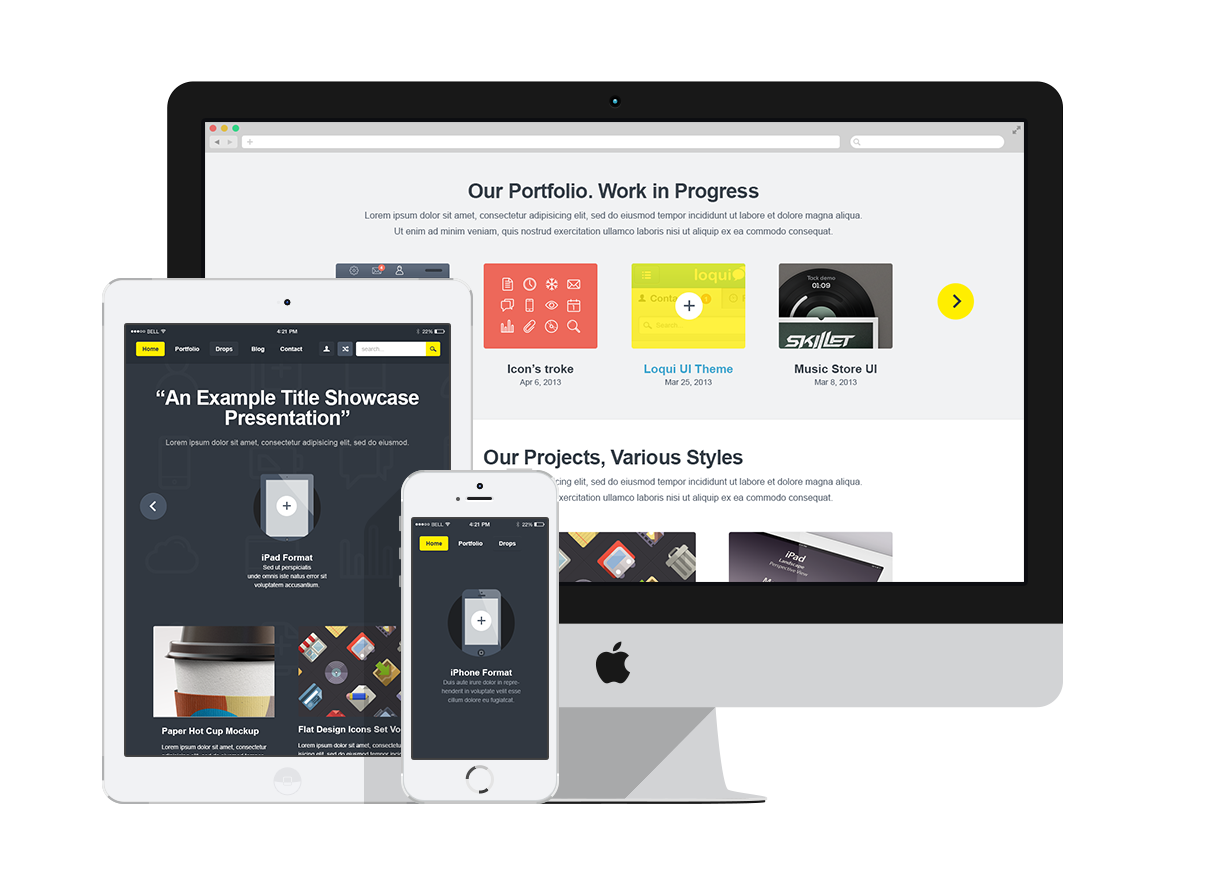 Our Portfolio. Work in Progress
Lorem ipsum dolor sit amet, consectetur adipisicing elit, sed do eiusmod tempor incididunt ut labore et dolore magna aliqua.
Ut enim ad minim veniam, quis nostrud exercitation ullamco laboris nisi ut aliquip ex ea commodo consequat.
4
loqui
Conta
3
Search...
Tack demo
01:09
SKILLET
Icon's troke
Apr 6, 2013
Loqui UI Theme
Mar 25, 2013
Music Store UI
Mar 8, 2013
Our Projects, Various Styles
cing elit, sed do eiusmod tempor incididunt ut labore et dolore magna aliqua.
exercitation ullamco laboris nisi ut aliquip ex ea commodo consequat.
iPad
Landscape
Perspective View
BELL 4:21 PM 22%
Home Portfolio Drops Blog Contact search...
“An Example Title Showcase
Presentation”
Lorem ipsum dolor sit amet, consectetur adipisicing elit, sed do eiusmod.
iPad Format
Sed ut perspiciatis
unde omnis iste natus error sit
voluptatem accusantium.
Paper Hot Cup Mockup
Lorem ipsum dolor sit amet, consectetur
Flat Design Icons Set Vo
Lorem ipsum dolor sit amet, consectetur
BELL 4:21 PM 22%
Home Portfolio Drops
iPhone Format
Duis aute irure dolor in repre-
henderit in voluptate velit esse
cillum dolore eu fugiatcat.